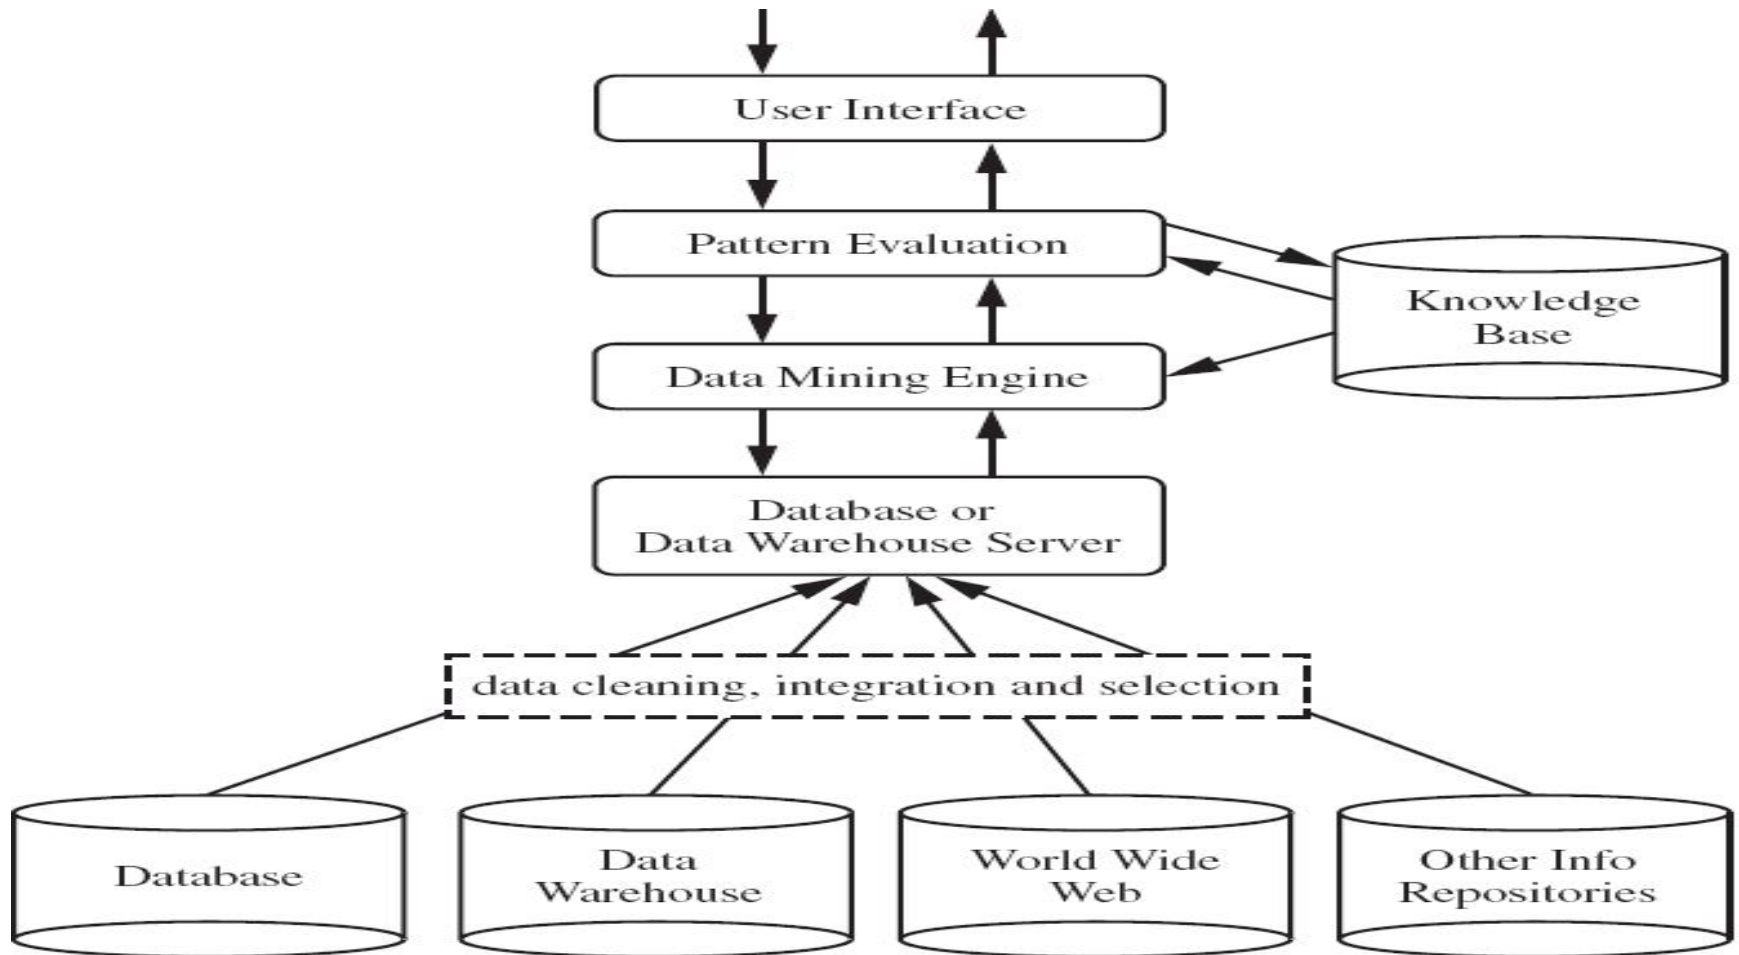 User Interface
Pattern Evaluation
Knowledge
Base
Data Mining Engine
Database or
Data Warehouse Server
data cleaning, integration and selection
Database
Data
Warehouse
World Wide
Web
Other Info
Repositories